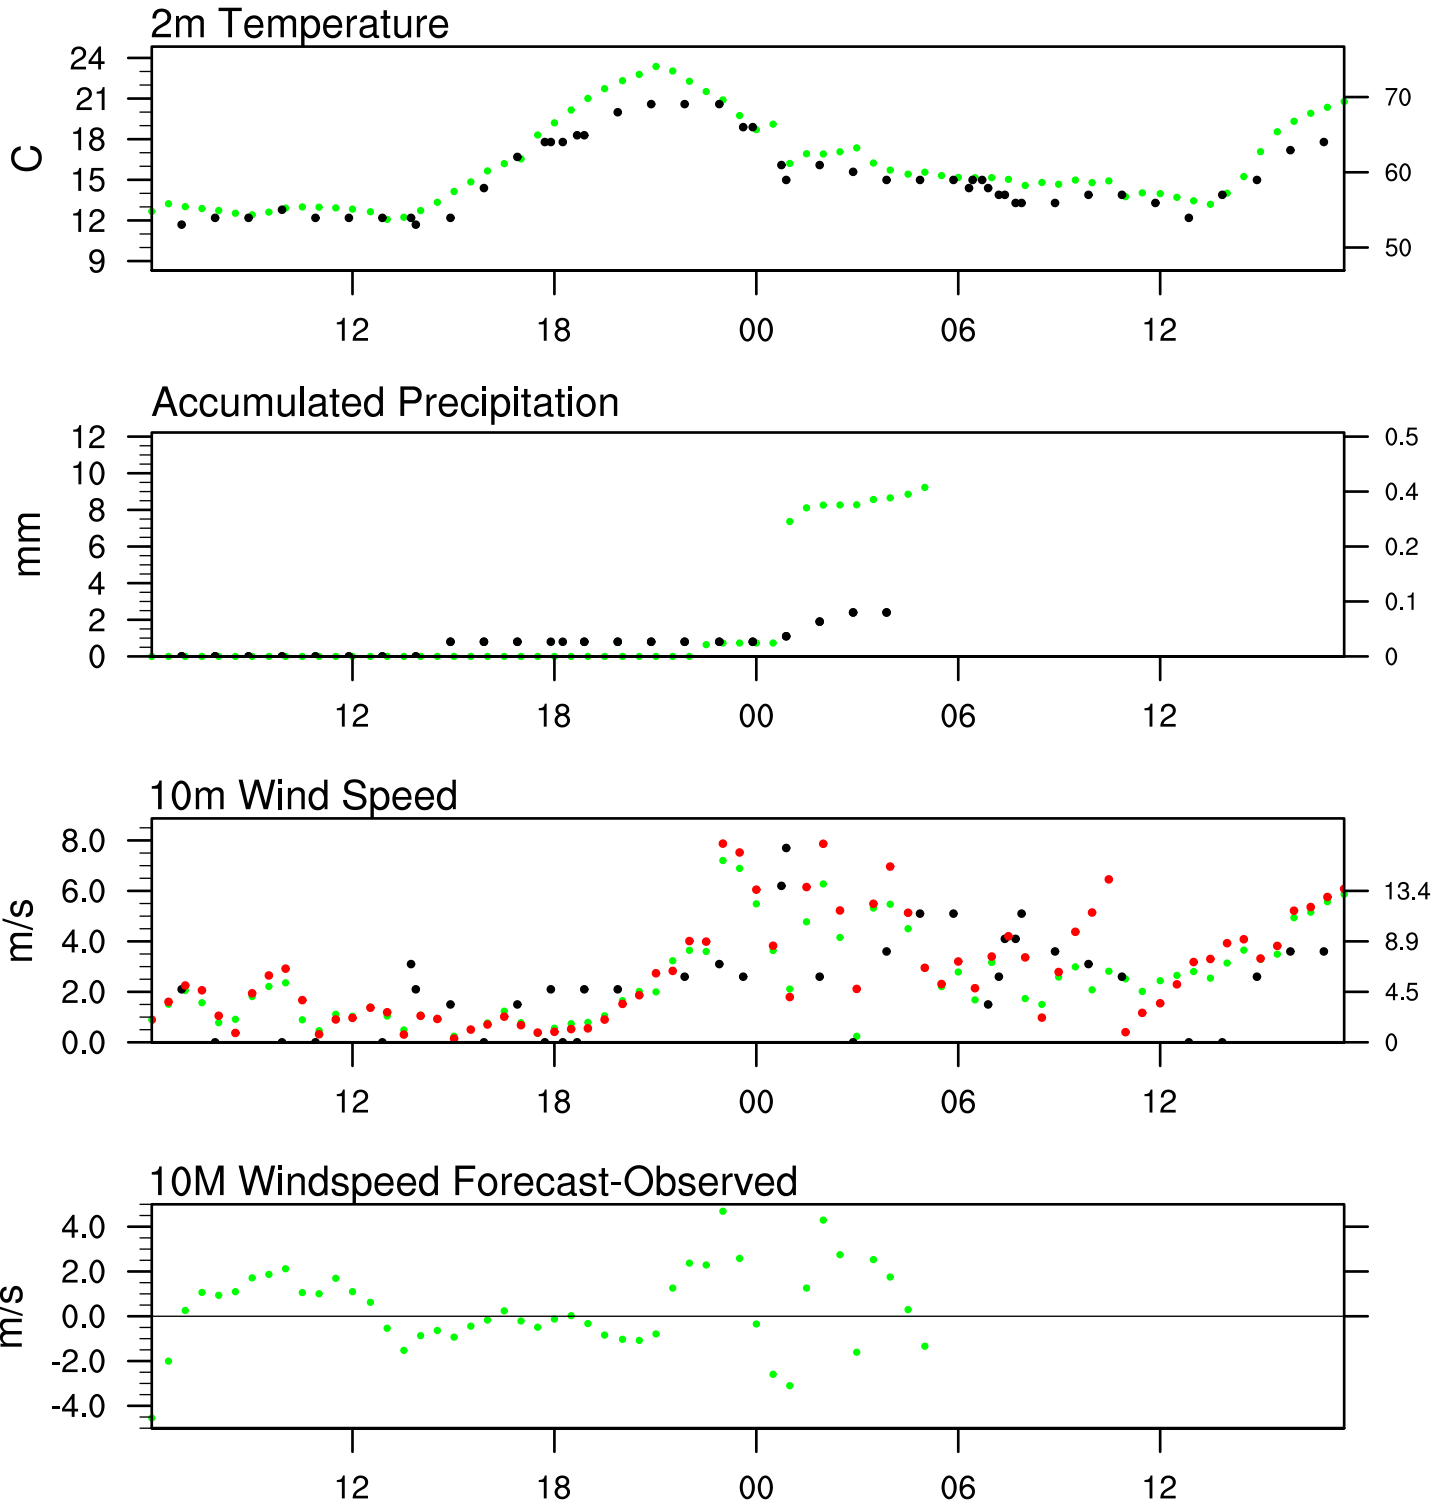 2m Temperature
24
21
18
15
12
9
C
70
60
50
12 18 00 06 12
Accumulated Precipitation
12
10
8
6
4
2
0
mm
0.5
0.4
0.2
0.1
0
12 18 00 06 12
10m Wind Speed
8.0
6.0
4.0
2.0
0.0
m/s
13.4
8.9
4.5
0
12 18 00 06 12
10M Windspeed Forecast-Observed
4.0
2.0
0.0
-2.0
-4.0
m/s
12 18 00 06 12